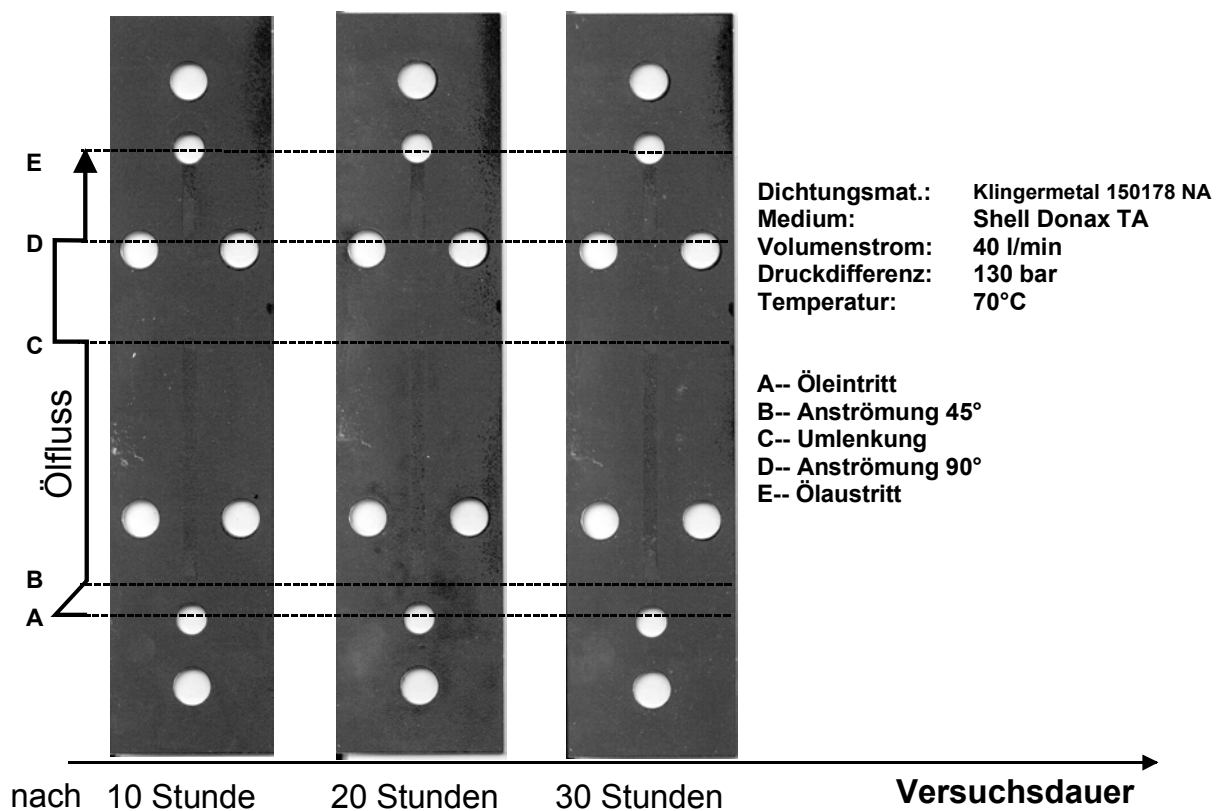 E
D
C
B
A
Ölfluss
Dichtungsmat.: Klingermetal 150178 NA
Medium: Shell Donax TA
Volumenstrom: 40 l/min
Druckdifferenz: 130 bar
Temperatur: 70°C
A-- Öleintritt
B-- Anströmung 45°
C-- Umlenkung
D-- Anströmung 90°
E-- Ölaustritt
nach 10 Stunde 20 Stunden 30 Stunden Versuchsdauer